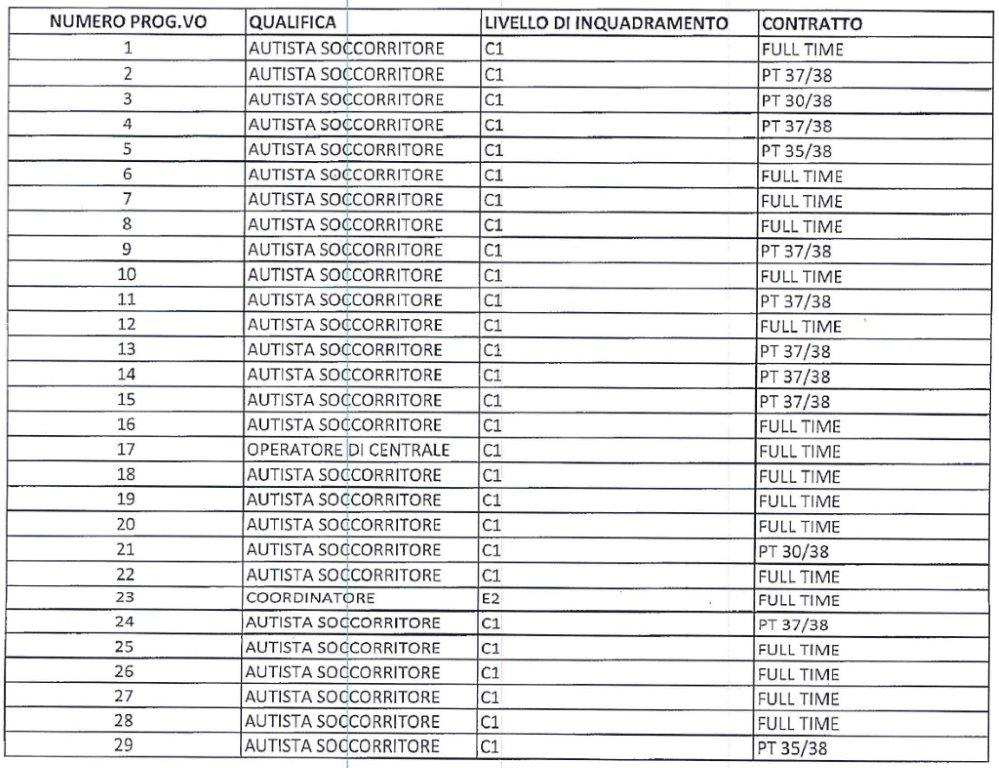 NUMERO PROG.VO QUALIFICA LIVELLO DI INQUADRAMENTO CONTRATTO
1 AUTISTA SOCCORRITORE C1 FULL TIME
2 AUTISTA SOCCORRITORE C1 PT 37/38
3 AUTISTA SOCCORRITORE C1 PT 30/38
4 AUTISTA SOCCORRITORE C1 PT 37/38
5 AUTISTA SOCCORRITORE C1 PT 35/38
6 AUTISTA SOCCORRITORE C1 FULL TIME
7 AUTISTA SOCCORRITORE C1 FULL TIME
8 AUTISTA SOCCORRITORE C1 FULL TIME
9 AUTISTA SOCCORRITORE C1 PT 37/38
10 AUTISTA SOCCORRITORE C1 FULL TIME
11 AUTISTA SOCCORRITORE C1 PT 37/38
12 AUTISTA SOCCORRITORE C1 FULL TIME
13 AUTISTA SOCCORRITORE C1 PT 37/38
14 AUTISTA SOCCORRITORE C1 PT 37/38
15 AUTISTA SOCCORRITORE C1 PT 37/38
16 AUTISTA SOCCORRITORE C1 FULL TIME
17 OPERATORE DI CENTRALE C1 FULL TIME
18 AUTISTA SOCCORRITORE C1 FULL TIME
19 AUTISTA SOCCORRITORE C1 FULL TIME
20 AUTISTA SOCCORRITORE C1 FULL TIME
21 AUTISTA SOCCORRITORE C1 PT 30/38
22 AUTISTA SOCCORRITORE C1 FULL TIME
23 COORDINATORE E2 FULL TIME
24 AUTISTA SOCCORRITORE C1 PT 37/38
25 AUTISTA SOCCORRITORE C1 FULL TIME
26 AUTISTA SOCCORRITORE C1 FULL TIME
27 AUTISTA SOCCORRITORE C1 FULL TIME
28 AUTISTA SOCCORRITORE C1 FULL TIME
29 AUTISTA SOCCORRITORE C1 PT 35/38